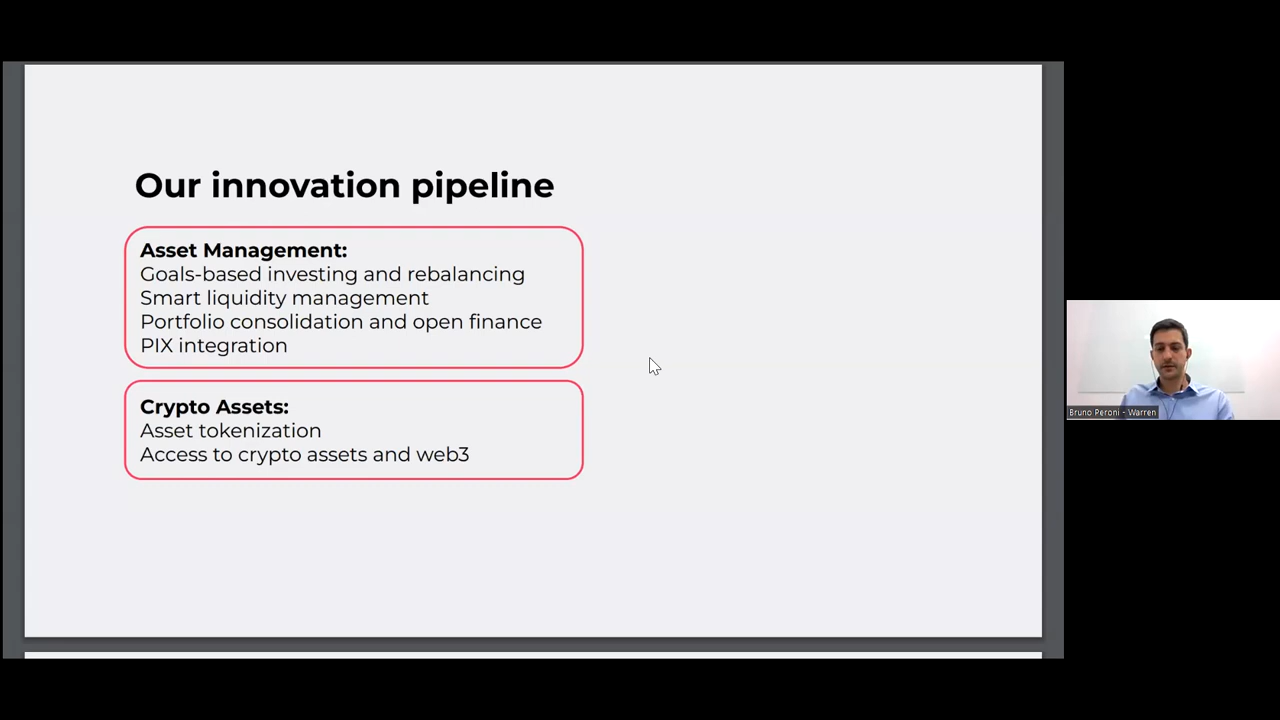 Our innovation pipeline
Asset Management:
Goals-based investing and rebalancing
Smart liquidity management
Portfolio consolidation and open finance
PIX integration
Crypto Assets:
Asset tokenization
Access to crypto assets and web3
Bruno Peroni - Warren